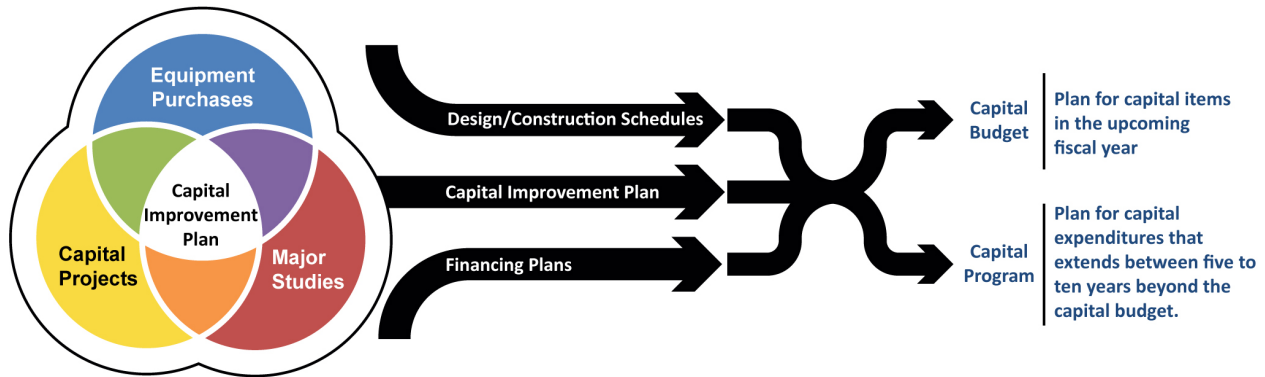 Equipment
Purchases
Capital
Improvement
Plan
Capital
Projects
Major
Studies
Design/Construction Schedules
Capital Improvement Plan
Financing Plans
Capital
Budget
Plan for capital items
in the upcoming
fiscal year
Capital
Program
Plan for capital
expenditures that
extends between five to
ten years beyond the
capital budget.